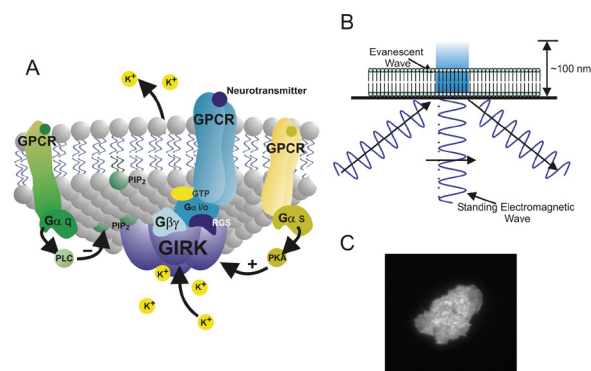 A
K+
K+
Neurotransmitter
GPCR
GPCR
GPCR
PIP2
GTP
Gα i/o
Gα q
Gβγ
RGS
Gα s
PIP2
PLC
−
GIRK
PKA
+
K+
K+
K+
K+
B
Evanescent
Wave
~100 nm
Standing Electromagnetic
Wave
C